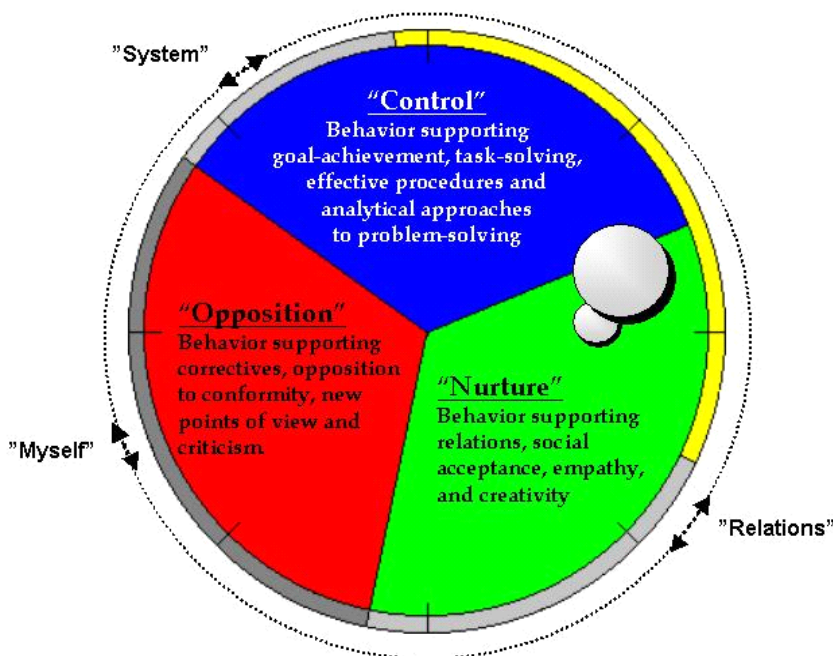 "System"
"Control"
Behavior supporting
goal-achievement, task-solving,
effective procedures and
analytical approaches
to problem-solving
"Opposition"
Behavior supporting
correctives, opposition
to conformity, new
points of view and
criticism
"Nurture"
Behavior supporting
relations, social
acceptance, empathy,
and creativity
"Myself"
"Relations"